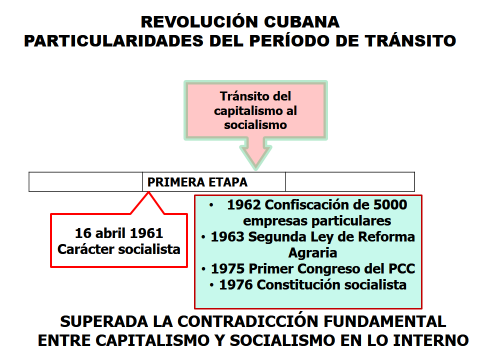 REVOLUCIÓN CUBANA
PARTICULARIDADES DEL PERÍODO DE TRÁNSITO
Tránsito del
capitalismo al
socialismo
PRIMERA ETAPA
16 abril 1961
Carácter socialista
• 1962 Confiscación de 5000
empresas particulares
• 1963 Segunda Ley de Reforma
Agraria
• 1975 Primer Congreso del PCC
• 1976 Constitución socialista
SUPERADA LA CONTRADICCIÓN FUNDAMENTAL
ENTRE CAPITALISMO Y SOCIALISMO EN LO INTERNO